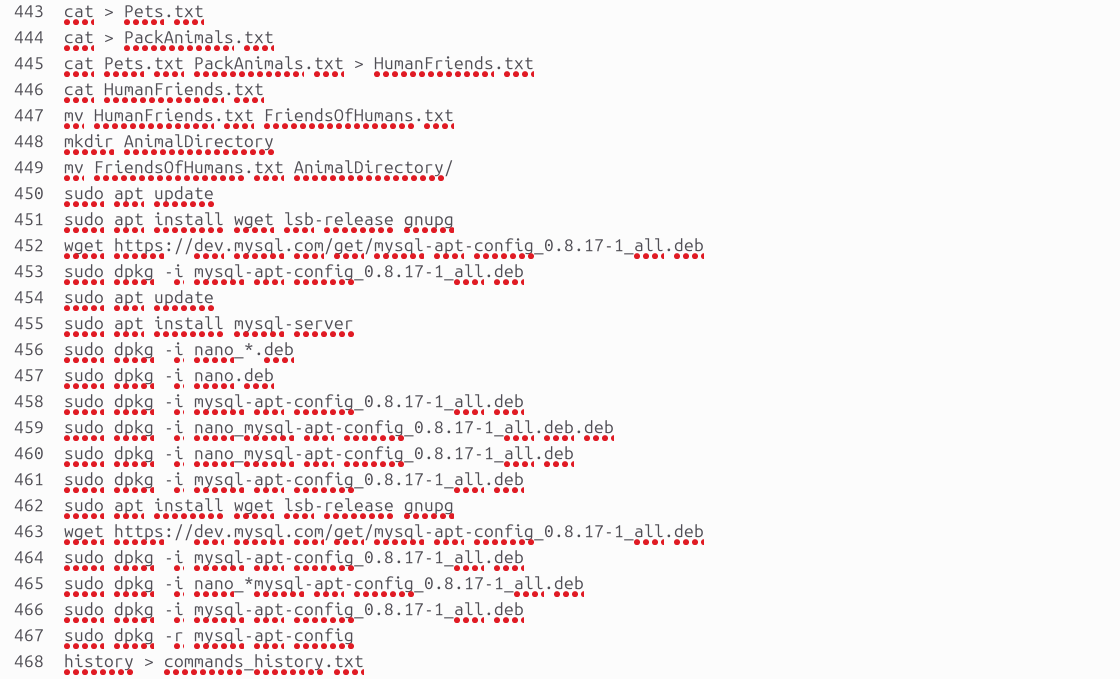 443 cat > Pets.txt
444 cat > PackAnimals.txt
445 cat Pets.txt PackAnimals.txt > HumanFriends.txt
446 cat HumanFriends.txt
447 mv HumanFriends.txt FriendsOfHumans.txt
448 mkdir AnimalDirectory
449 mv FriendsOfHumans.txt AnimalDirectory/
450 sudo apt update
451 sudo apt install wget lsb-release gnupg
452 wget https://dev.mysql.com/get/mysql-apt-config_0.8.17-1_all.deb
453 sudo dpkg -i mysql-apt-config_0.8.17-1_all.deb
454 sudo apt update
455 sudo apt install mysql-server
456 sudo dpkg -i nano_*.deb
457 sudo dpkg -i nano.deb
458 sudo dpkg -i mysql-apt-config_0.8.17-1_all.deb
459 sudo dpkg -i nano_mysql-apt-config_0.8.17-1_all.deb.deb
460 sudo dpkg -i nano_mysql-apt-config_0.8.17-1_all.deb
461 sudo dpkg -i mysql-apt-config_0.8.17-1_all.deb
462 sudo apt install wget lsb-release gnupg
463 wget https://dev.mysql.com/get/mysql-apt-config_0.8.17-1_all.deb
464 sudo dpkg -i mysql-apt-config_0.8.17-1_all.deb
465 sudo dpkg -i nano_*mysql-apt-config_0.8.17-1_all.deb
466 sudo dpkg -i mysql-apt-config_0.8.17-1_all.deb
467 sudo dpkg -r mysql-apt-config
468 history > commands_history.txt